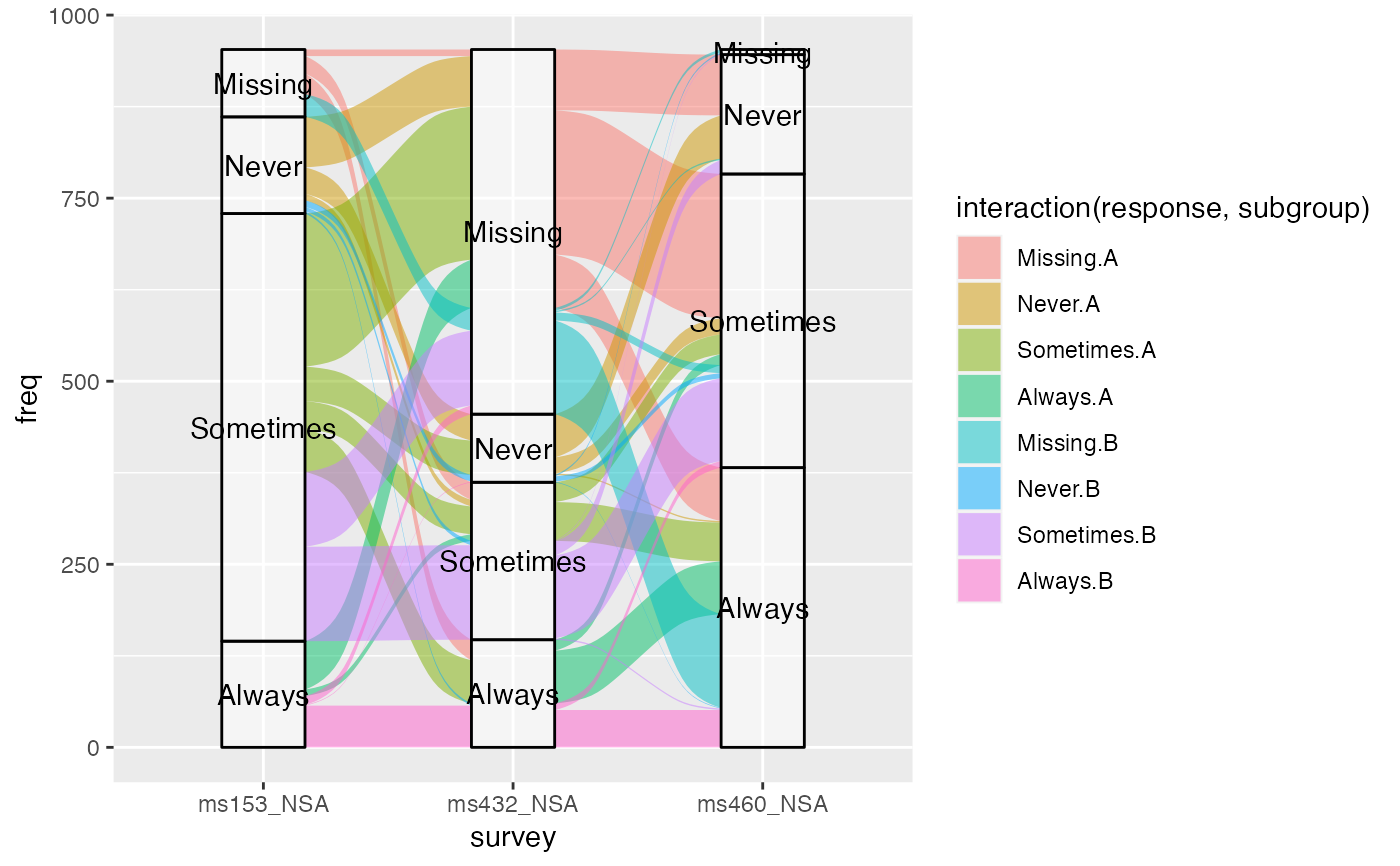 1000
750
500
250
0
freq
Missing
Never
Sometimes
Always
Missing
Never
Sometimes
Always
Missing
Never
Sometimes
Always
ms153_NSA
ms432_NSA
ms460_NSA
survey
interaction(response, subgroup)
Missing.A
Never.A
Sometimes.A
Always.A
Missing.B
Never.B
Sometimes.B
Always.B